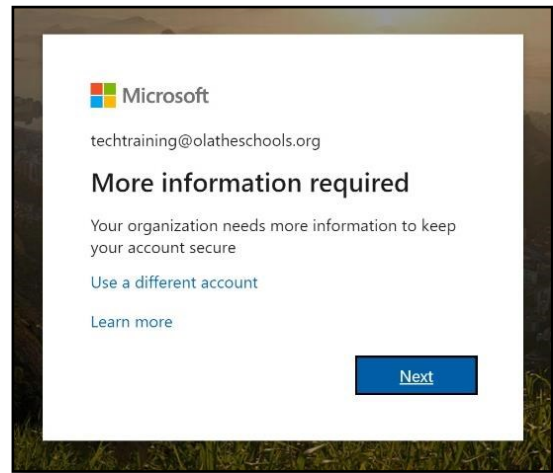 Microsoft
techtraining@olatheschools.org
More information required
Your organization needs more information to keep
your account secure
Use a different account
Learn more
Next